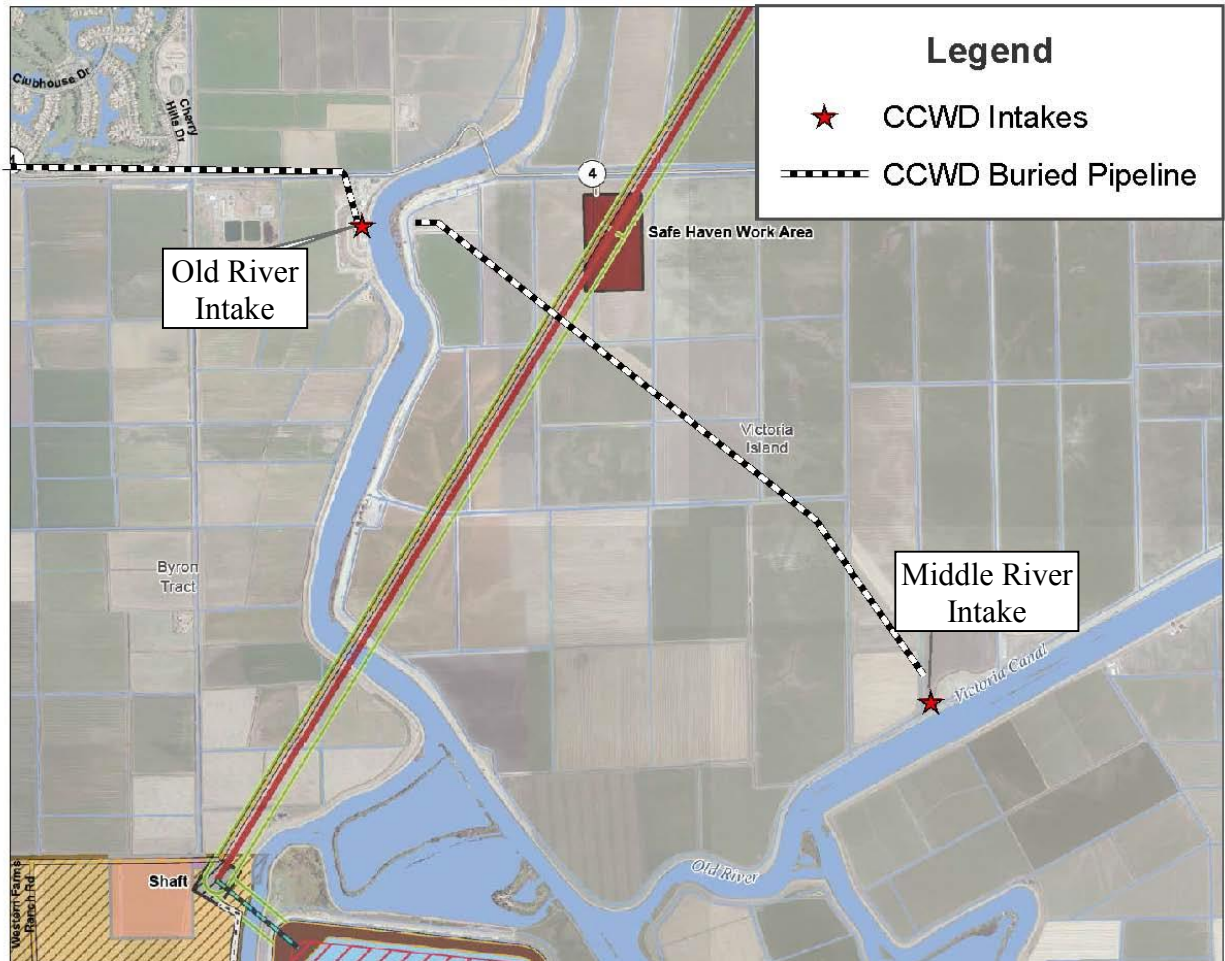 Legend
CCWD Intakes
CCWD Buried Pipeline
Clubhouse Dr
Cherry
Hills Dr
4
4
Safe Haven Work Area
Old River
Intake
Victoria
Island
Byron
Tract
Middle River
Intake
Victoria Canal
Old River
Shaft
Western Farms
Ranch Rd